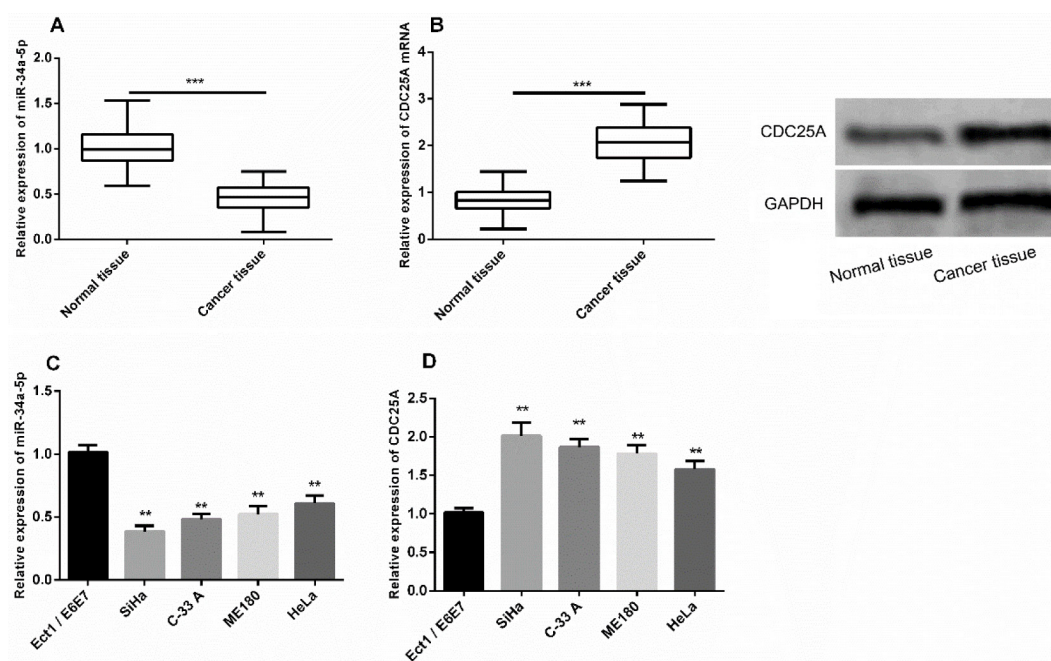 A
Relative expression of miR-34a-5p
2.0
1.5
1.0
0.5
0.0
***
Normal tissue
Cancer tissue
B
Relative expression of CDC25A mRNA
4
3
2
1
0
***
Normal tissue
Cancer tissue
CDC25A
GAPDH
Normal tissue
Cancer tissue
C
Relative expression of miR-34a-5p
1.5
1.0
0.5
0.0
**
**
**
**
Ect1 / E6E7
SiHa
C-33 A
ME180
HeLa
D
Relative expression of CDC25A
2.5
2.0
1.5
1.0
0.5
0.0
**
**
**
**
Ect1 / E6E7
SiHa
C-33 A
ME180
HeLa